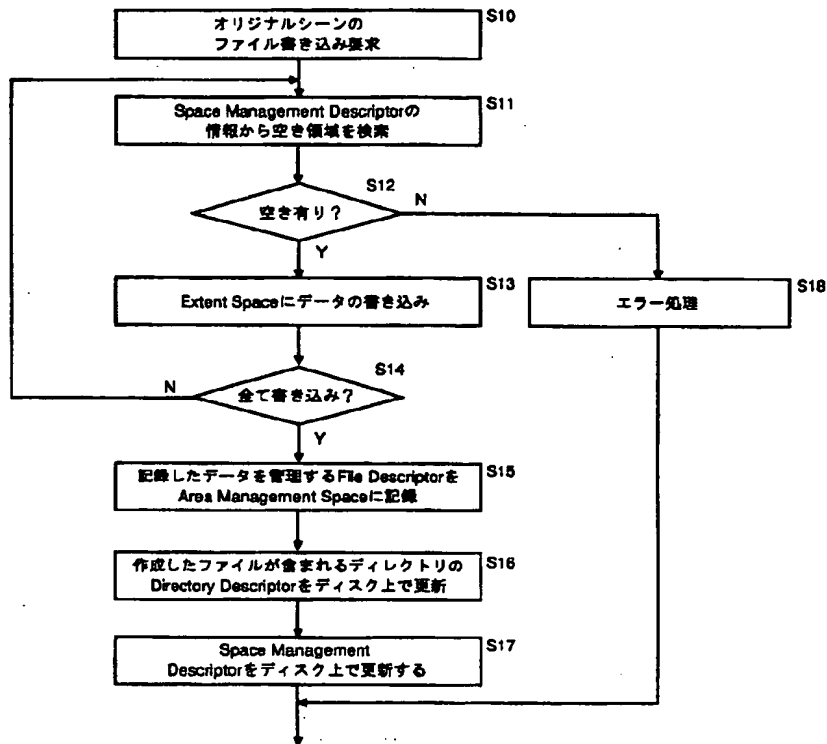 オリジナルシーンの
ファイル書き込み要求
S10
Space Management Descriptorの
情報から空き領域を検索
S11
S12
空き有り?
N
Y
Extent Spaceにデータの書き込み
S13
エラー処理
S18
S14
全て書き込み?
N
Y
記録したデータを管理するFile Descriptorを
Area Management Spaceに記録
S15
作成したファイルが含まれるディレクトリの
Directory Descriptorをディスク上で更新
S16
Space Management
Descriptorをディスク上で更新する
S17